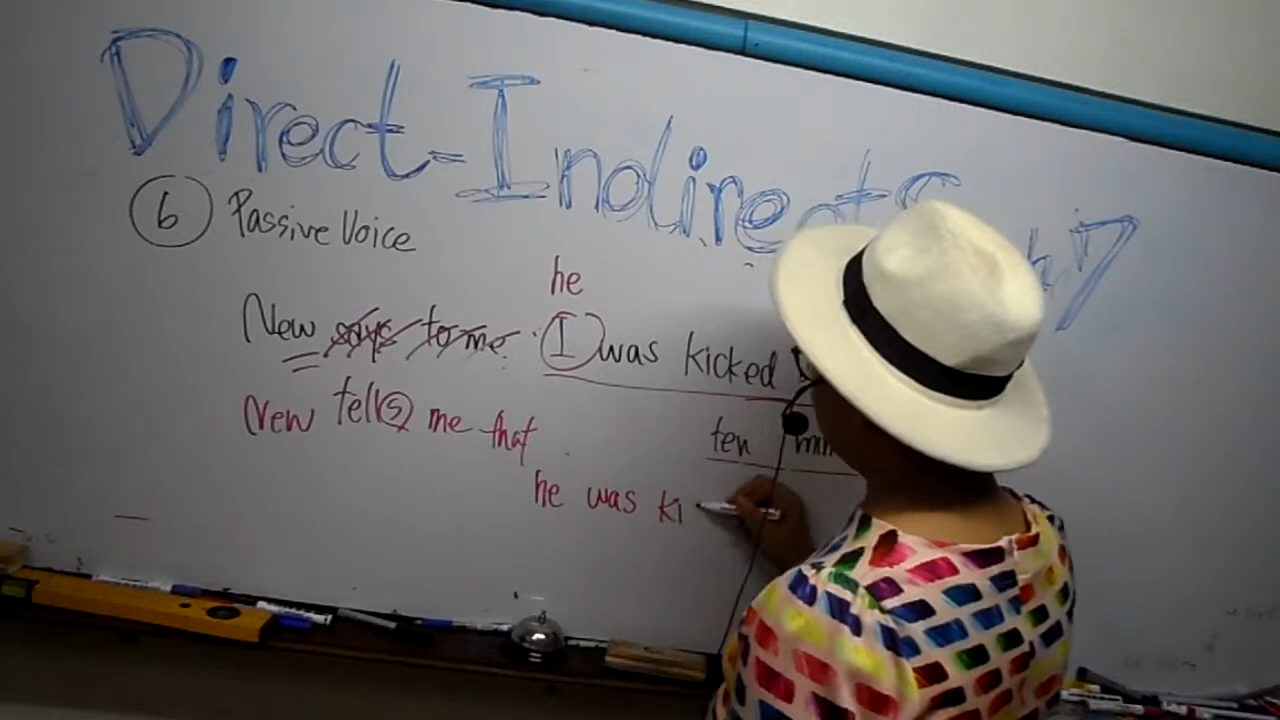 Direct-Indirect
7
6 Passive Voice
he
New says to me: I was kicked
New tells me that
ten
he was ki